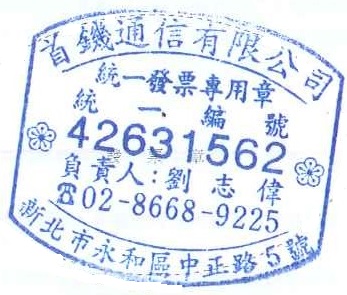 首鐖通信有限公司
統一發票專用章
統一編號
42631562
負責人:劉志偉
☎02-8668-9225
新北市永和區中正路5號